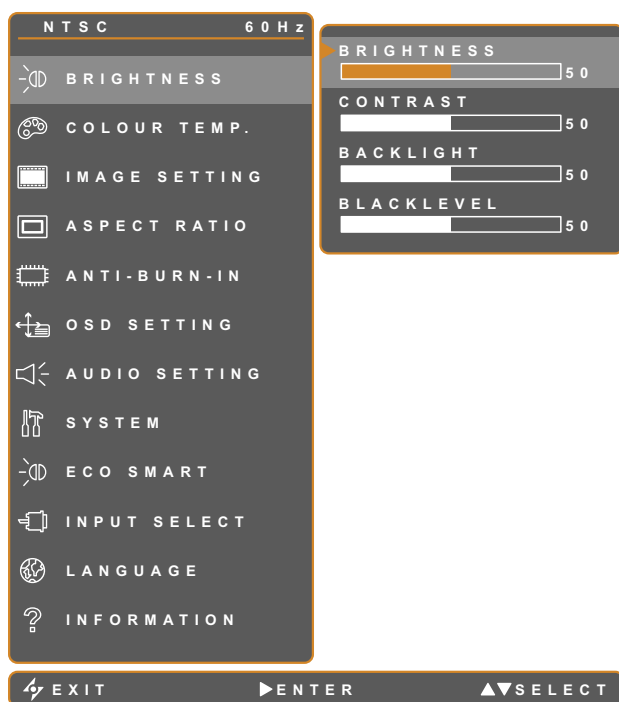 NTSC 60Hz
BRIGHTNESS
COLOUR TEMP.
IMAGE SETTING
ASPECT RATIO
ANTI-BURN-IN
OSD SETTING
AUDIO SETTING
SYSTEM
ECO SMART
INPUT SELECT
LANGUAGE
INFORMATION
BRIGHTNESS
50
CONTRAST
50
BACKLIGHT
50
BLACKLEVEL
50
EXIT ENTER SELECT